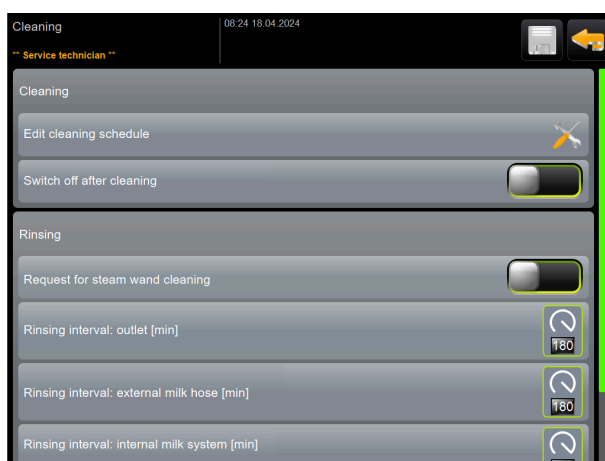 Cleaning
08:24 18.04.2024
** Service technician **
Cleaning
Edit cleaning schedule
Switch off after cleaning
Rinsing
Request for steam wand cleaning
Rinsing interval: outlet [min]
180
Rinsing interval: external milk hose [min]
180
Rinsing interval: internal milk system [min]